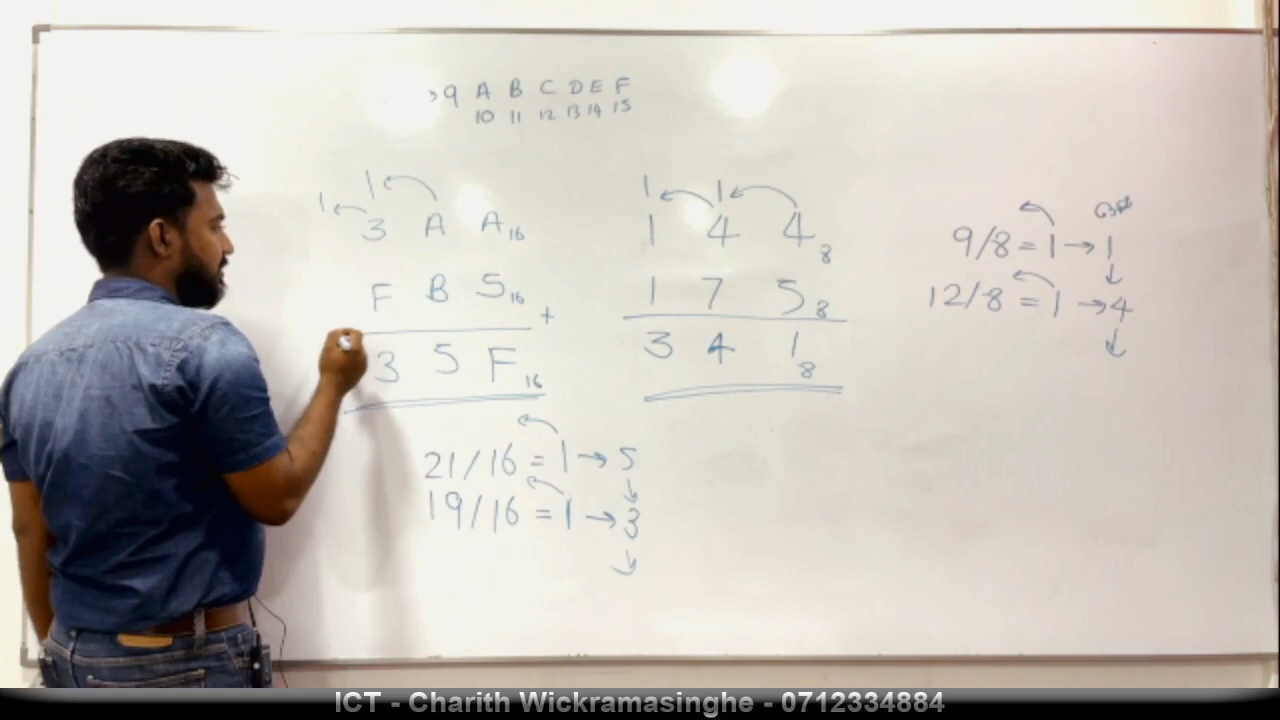 9 A B C D E F
10 11 12 13 14 15
1 1
3 A A₁₆
F B 5₁₆ +
3 5 F₁₆
21/16 = 1 → 5
19/16 = 1 → 3
1 1
1 4 4₈
1 7 5₈
3 4 1₈
9/8 = 1 → 1
12/8 = 1 → 4
ICT - Charith Wickramasinghe - 0712334884